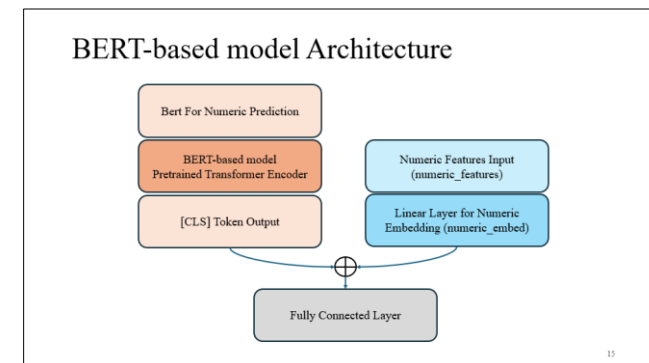 BERT-based model Architecture
Bert For Numeric Prediction
BERT-based model
Pretrained Transformer Encoder
[CLS] Token Output
Numeric Features Input
(numeric_features)
Linear Layer for Numeric
Embedding (numeric_embed)
Fully Connected Layer
15